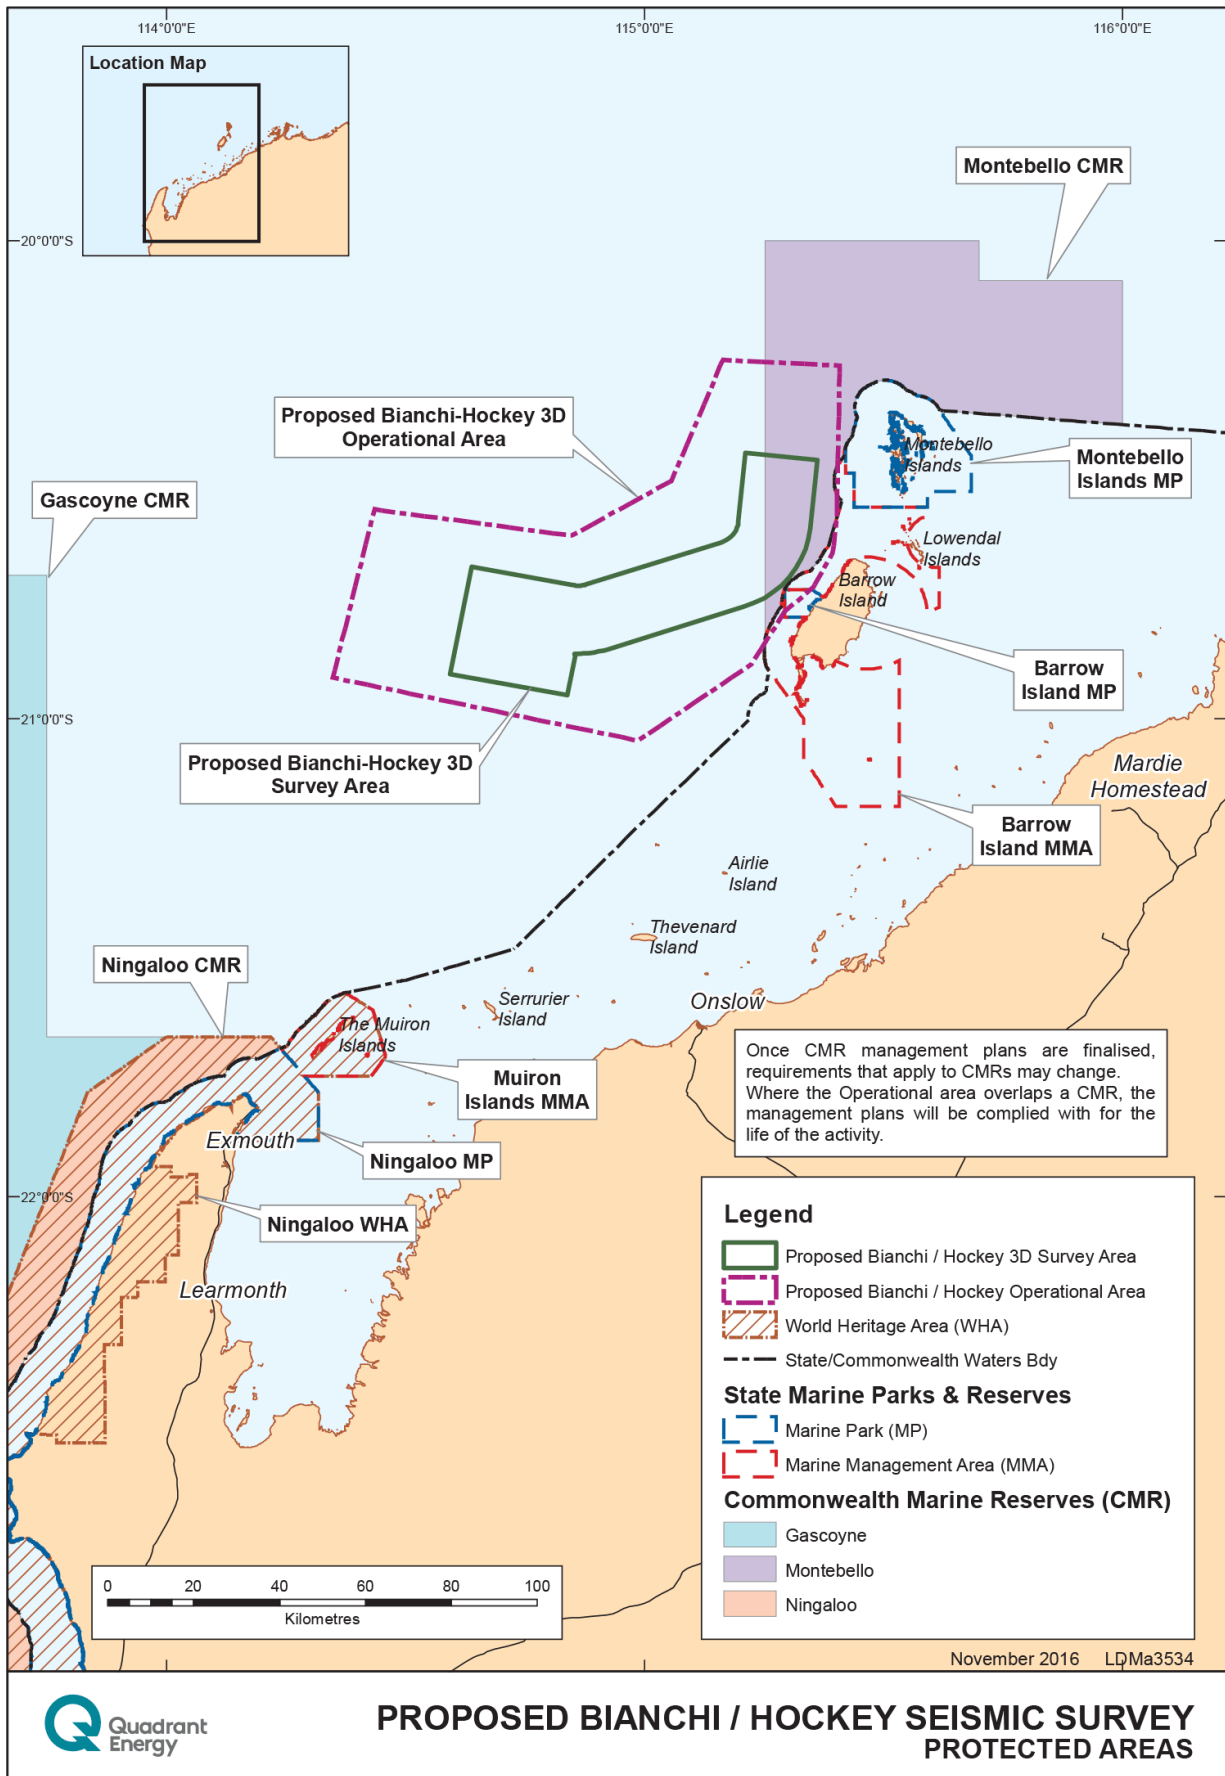 114°0'0"E
115°0'0"E
116°0'0"E
Location Map
Montebello CMR
20°0'0"S
Proposed Bianchi-Hockey 3D
Operational Area
Montebello
Islands
Montebello
Islands MP
Gascoyne CMR
Lowendal
Islands
Barrow
Island
Barrow
Island MP
21°0'0"S
Proposed Bianchi-Hockey 3D
Survey Area
Mardie
Homestead
Barrow
Island MMA
Airlie
Island
Thevenard
Island
Ningaloo CMR
Serrurier
Island
Onslow
The Muiron
Islands
Once CMR management plans are finalised,
requirements that apply to CMRs may change.
Where the Operational area overlaps a CMR, the
management plans will be complied with for the
life of the activity.
Muiron
Islands MMA
Exmouth
Ningaloo MP
22°0'0"S
Ningaloo WHA
Learmonth
Legend
Proposed Bianchi / Hockey 3D Survey Area
Proposed Bianchi / Hockey Operational Area
World Heritage Area (WHA)
State/Commonwealth Waters Bdy
State Marine Parks & Reserves
Marine Park (MP)
Marine Management Area (MMA)
Commonwealth Marine Reserves (CMR)
Gascoyne
Montebello
Ningaloo
0 20 40 60 80 100
Kilometres
November 2016 LDMa3534
Quadrant
Energy
PROPOSED BIANCHI / HOCKEY SEISMIC SURVEY
PROTECTED AREAS